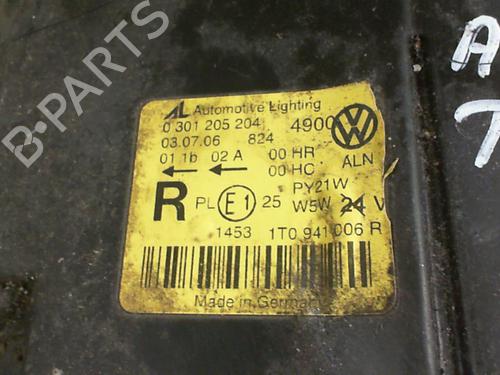 B-PARTS
A
T
AL Automotive Lighting
0 301 205 204 4900
03.07.06 824
01 1b 02 A 00 HR ALN
00 HC
PY21W
R PL E1 25 W5W 24 V
1453 1T0 941 006 R
Made in Germany